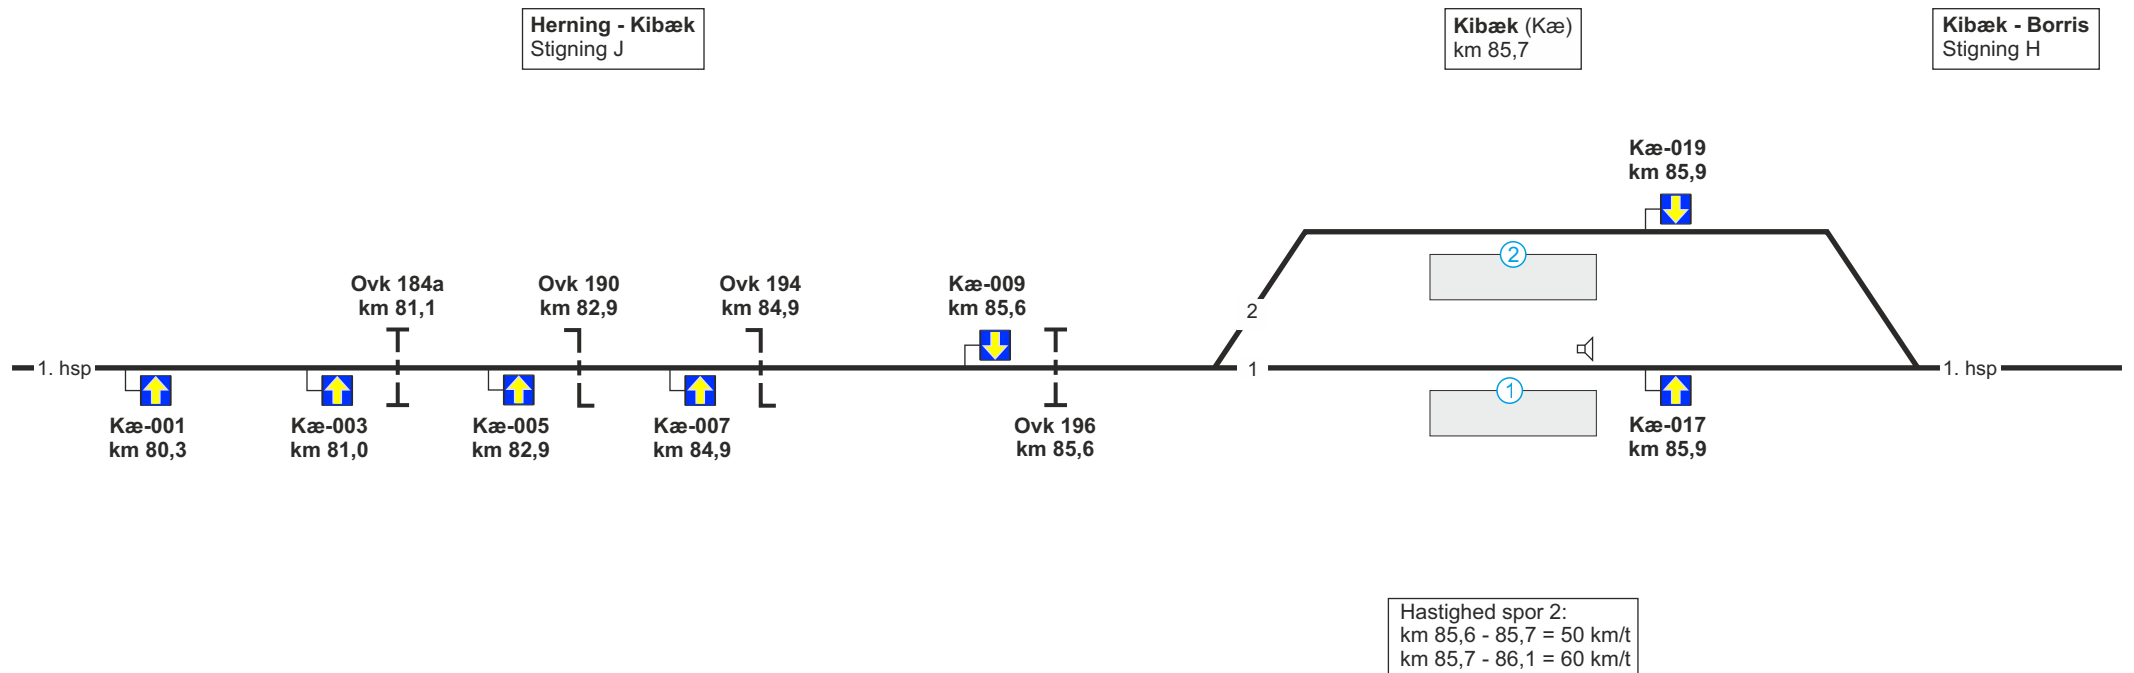 Herning - Kibæk
Stigning J
Kibæk (Kæ)
km 85,7
Kibæk - Borris
Stigning H
Kæ-019
km 85,9
Ovk 184a
km 81,1
Ovk 190
km 82,9
Ovk 194
km 84,9
Kæ-009
km 85,6
2
2
1. hsp
1
1. hsp
1
Kæ-001
km 80,3
Kæ-003
km 81,0
Kæ-005
km 82,9
Kæ-007
km 84,9
Ovk 196
km 85,6
Kæ-017
km 85,9
Hastighed spor 2:
km 85,6 - 85,7 = 50 km/t
km 85,7 - 86,1 = 60 km/t